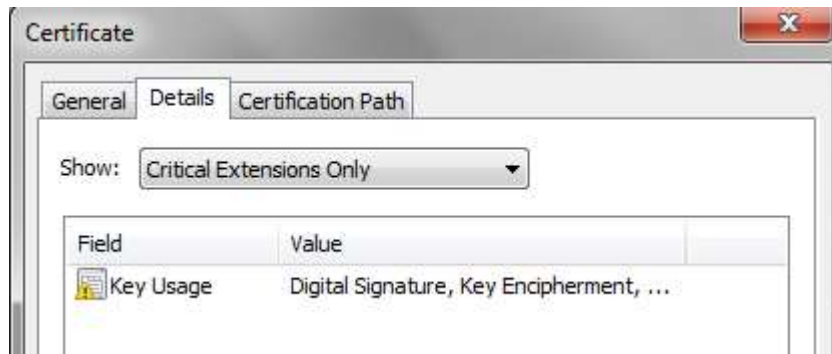 Certificate
General Details Certification Path
Show: Critical Extensions Only
Field Value
Key Usage Digital Signature, Key Encipherment, ...